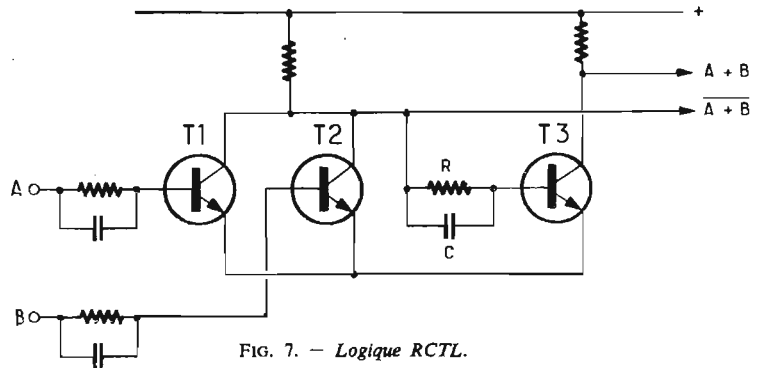 +
A + B
A + B
T1
T2
T3
R
A
C
B
FIG. 7. — Logique RCTL.